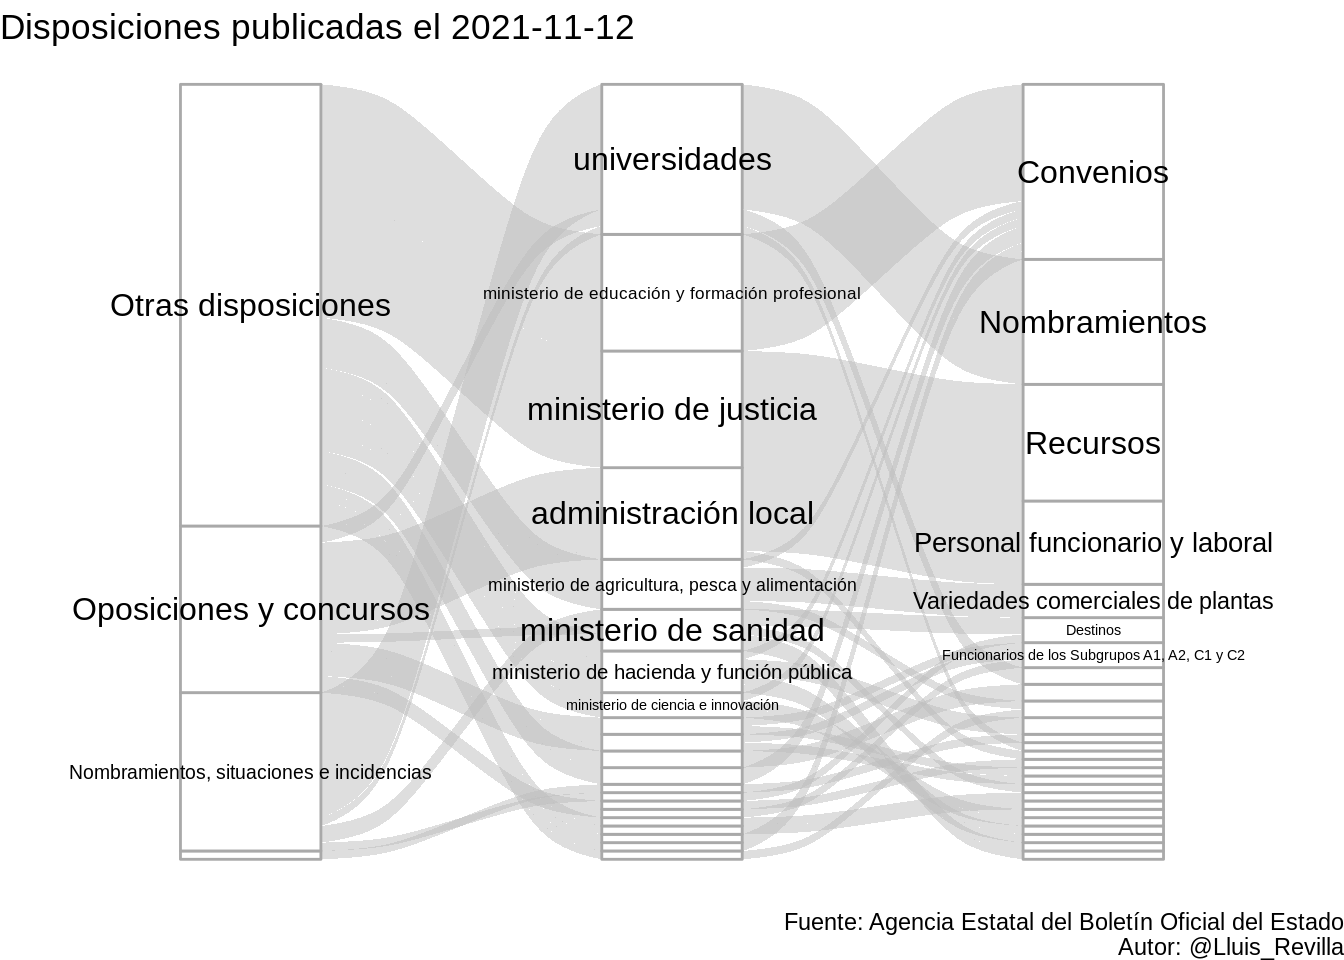 Disposiciones publicadas el 2021-11-12
Otras disposiciones
Oposiciones y concursos
Nombramientos, situaciones e incidencias
universidades
ministerio de educación y formación profesional
ministerio de justicia
administración local
ministerio de agricultura, pesca y alimentación
ministerio de sanidad
ministerio de hacienda y función pública
ministerio de ciencia e innovación
Convenios
Nombramientos
Recursos
Personal funcionario y laboral
Variedades comerciales de plantas
Destinos
Funcionarios de los Subgrupos A1, A2, C1 y C2
Fuente: Agencia Estatal del Boletín Oficial del Estado
Autor: @Lluis_Revilla